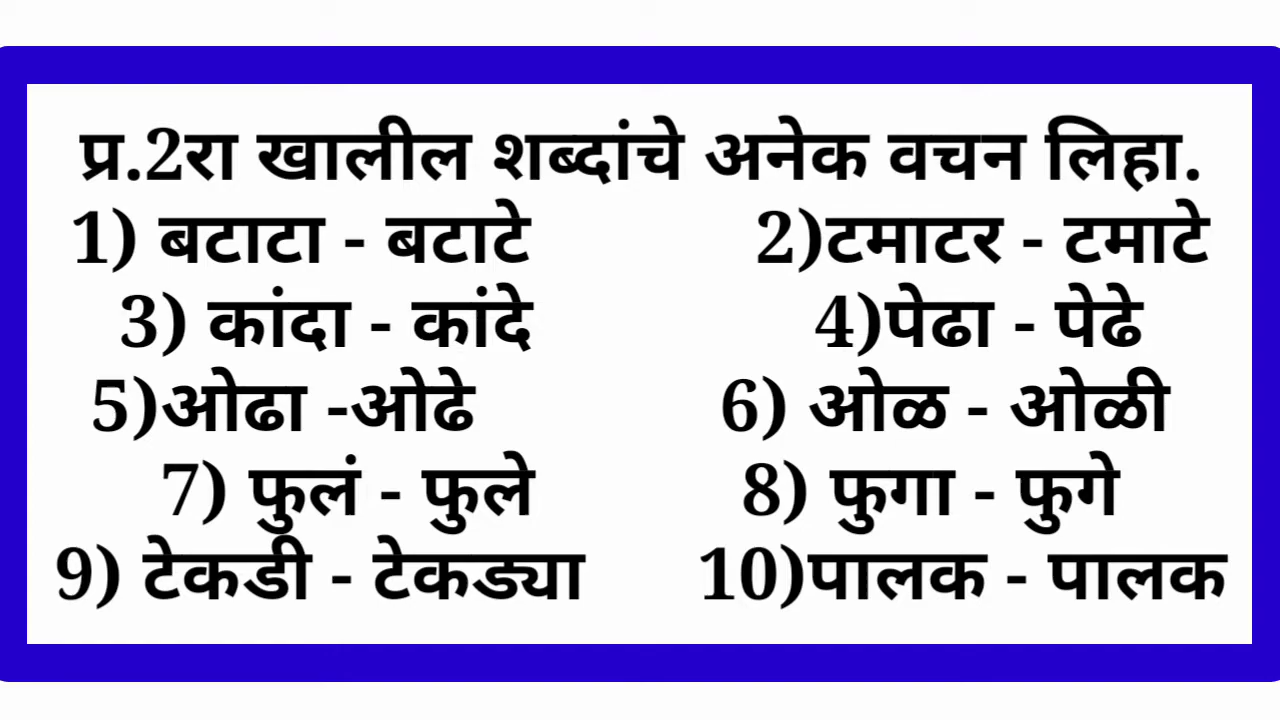 प्र.2रा खालील शब्दांचे अनेक वचन लिहा.
1) बटाटा - बटाटे 2)टमाटर - टमाटे
3) कांदा - कांदे 4)पेढा - पेढे
5)ओढा -ओढे 6) ओळ - ओळी
7) फुलं - फुले 8) फुगा - फुगे
9) टेकडी - टेकड्या 10)पालक - पालक